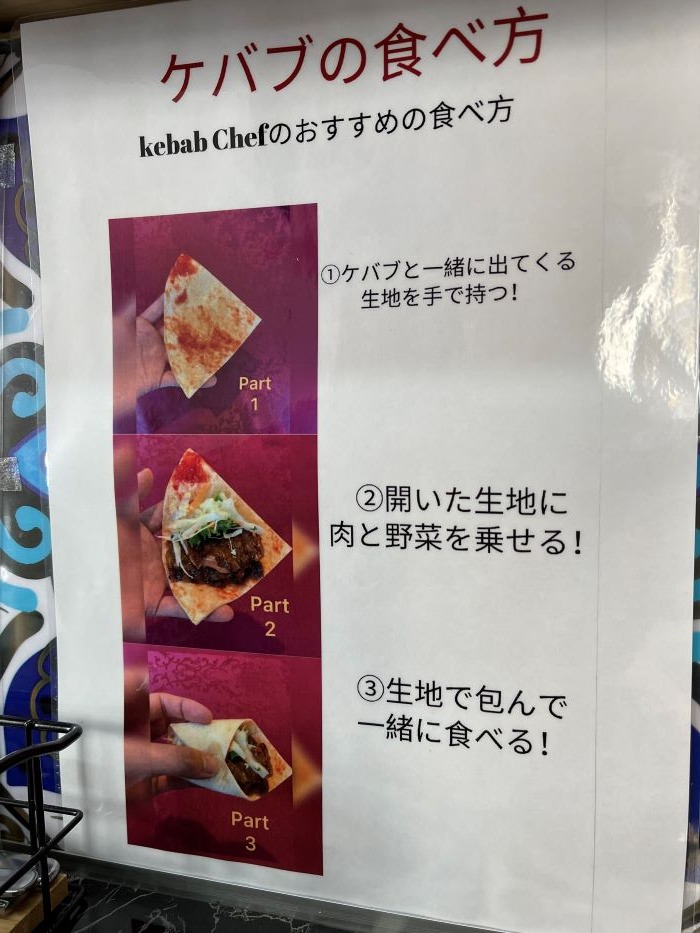 ケバブの食べ方
kebab Chefのおすすめの食べ方
①ケバブと一緒に出てくる
生地を手で持つ！
Part
1
②開いた生地に
肉と野菜を乗せる！
Part
2
③生地で包んで
一緒に食べる！
Part
3